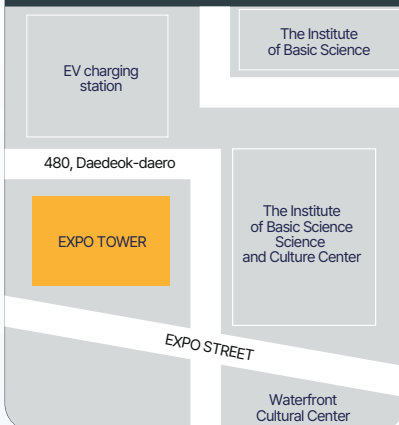 The Institute
of Basic Science
EV charging
station
480, Daedeok-daero
The Institute
of Basic Science
Science
and Culture Center
EXPO TOWER
EXPO STREET
Waterfront
Cultural Center